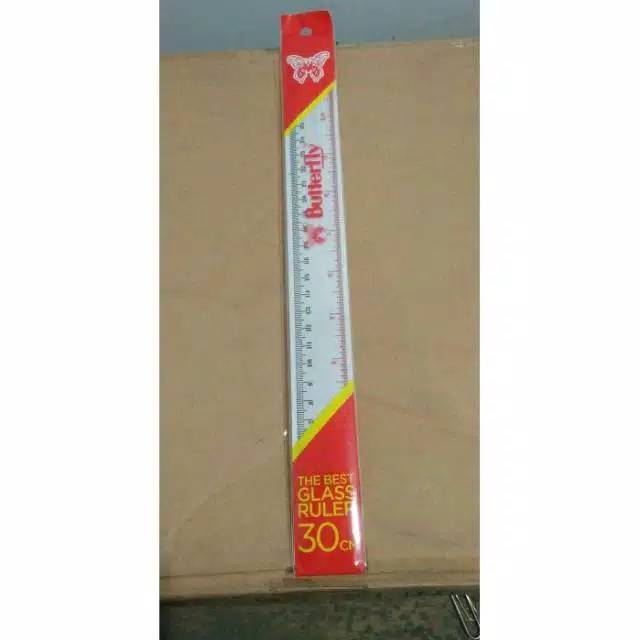 Butterfly
THE BEST
GLASS
RULER
30CM